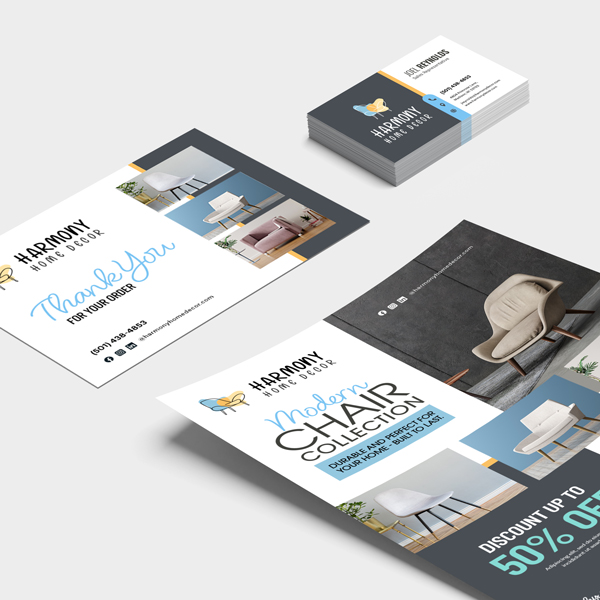 JOEL REYNOLDS
Sales Representative
(501) 438-4853
HARMONY
HOME DECOR
HARMONY
HOME DECOR
Thank You
FOR YOUR ORDER
(501) 438-4853
@harmonyhomedecor.com
@harmonyhomedecor.com
HARMONY
HOME DECOR
Modern
CHAIR
COLLECTION
DURABLE AND PERFECT FOR
YOUR HOME - BUILT TO LAST.
DISCOUNT UP TO
50% OFF